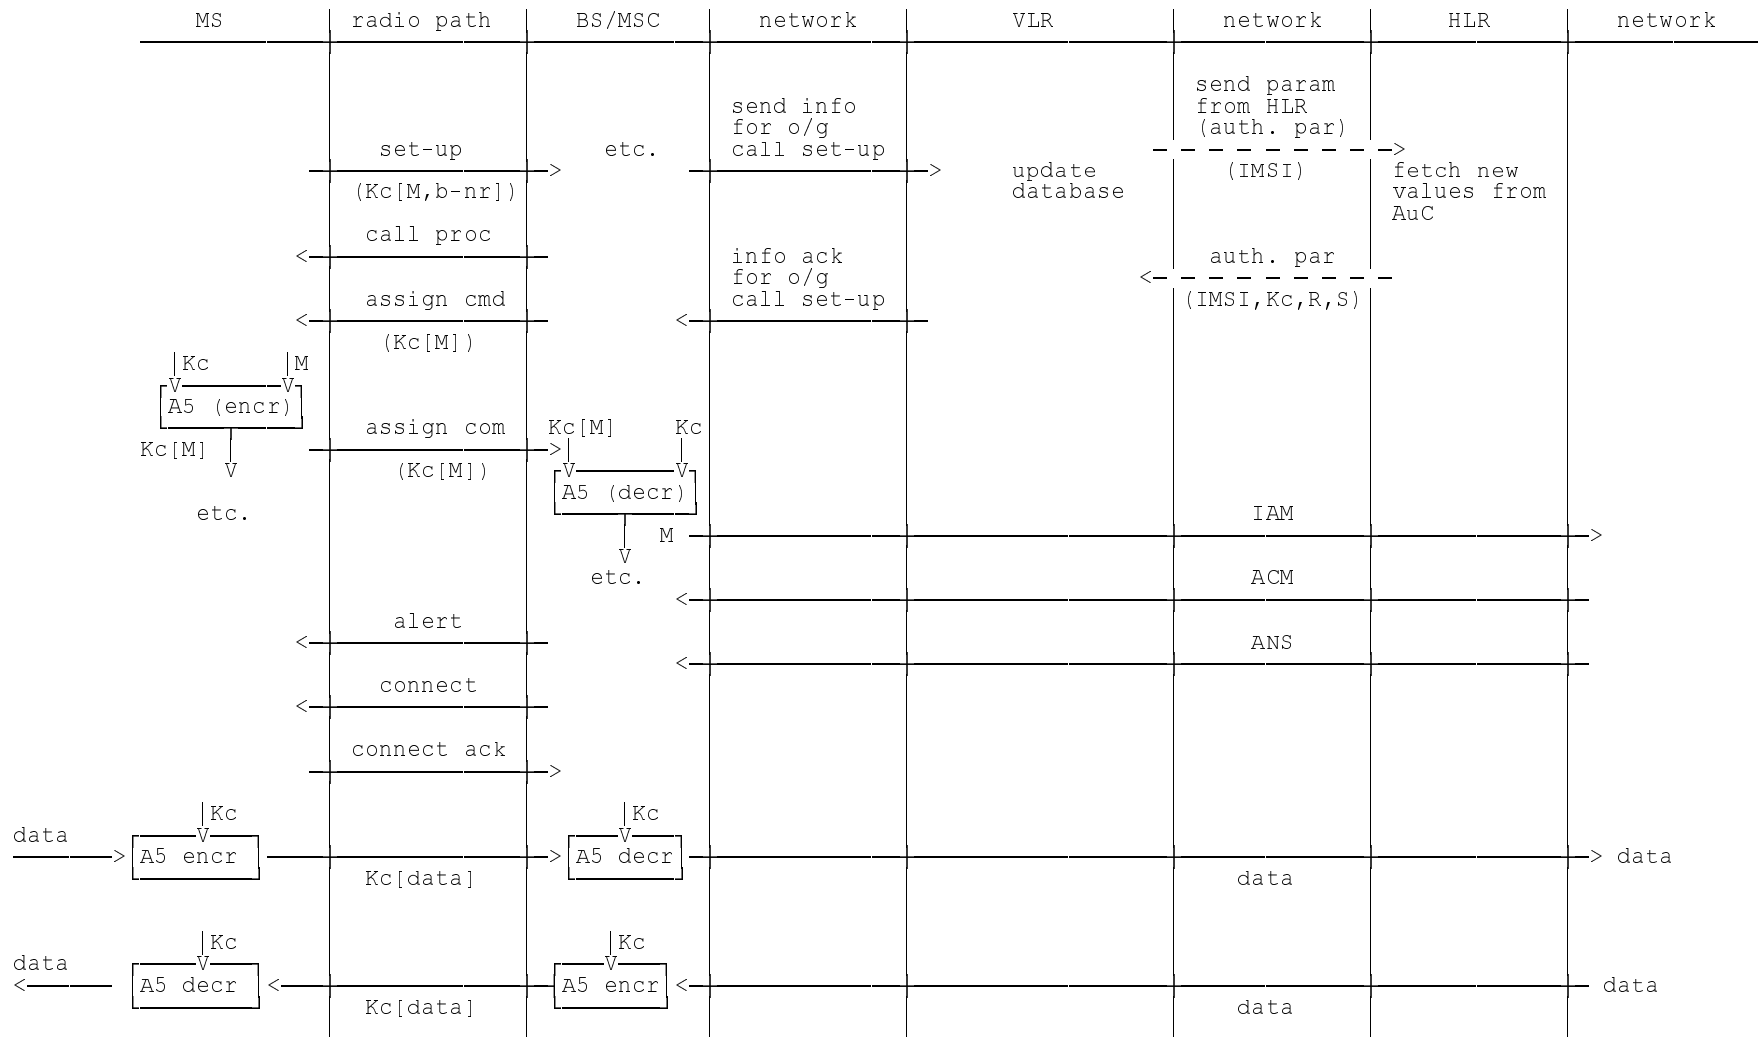 MS radio path BS/MSC network VLR network HLR network
send param
send info from HLR
for o/g (auth. par)
set-up etc. call set-up
(Kc[M,b-nr]) update (IMSI) fetch new
database values from
AuC
call proc
info ack auth. par
for o/g
assign cmd call set-up (IMSI,Kc,R,S)
(Kc[M])
Kc M
V V
A5 (encr)
assign com Kc[M] Kc
Kc[M]
V (Kc[M]) V V
A5 (decr)
etc. IAM
M
V
etc. ACM
alert
ANS
connect
connect ack
Kc Kc
data V V
A5 encr A5 decr data
Kc[data] data
Kc Kc
data V V
A5 decr A5 encr data
Kc[data] data